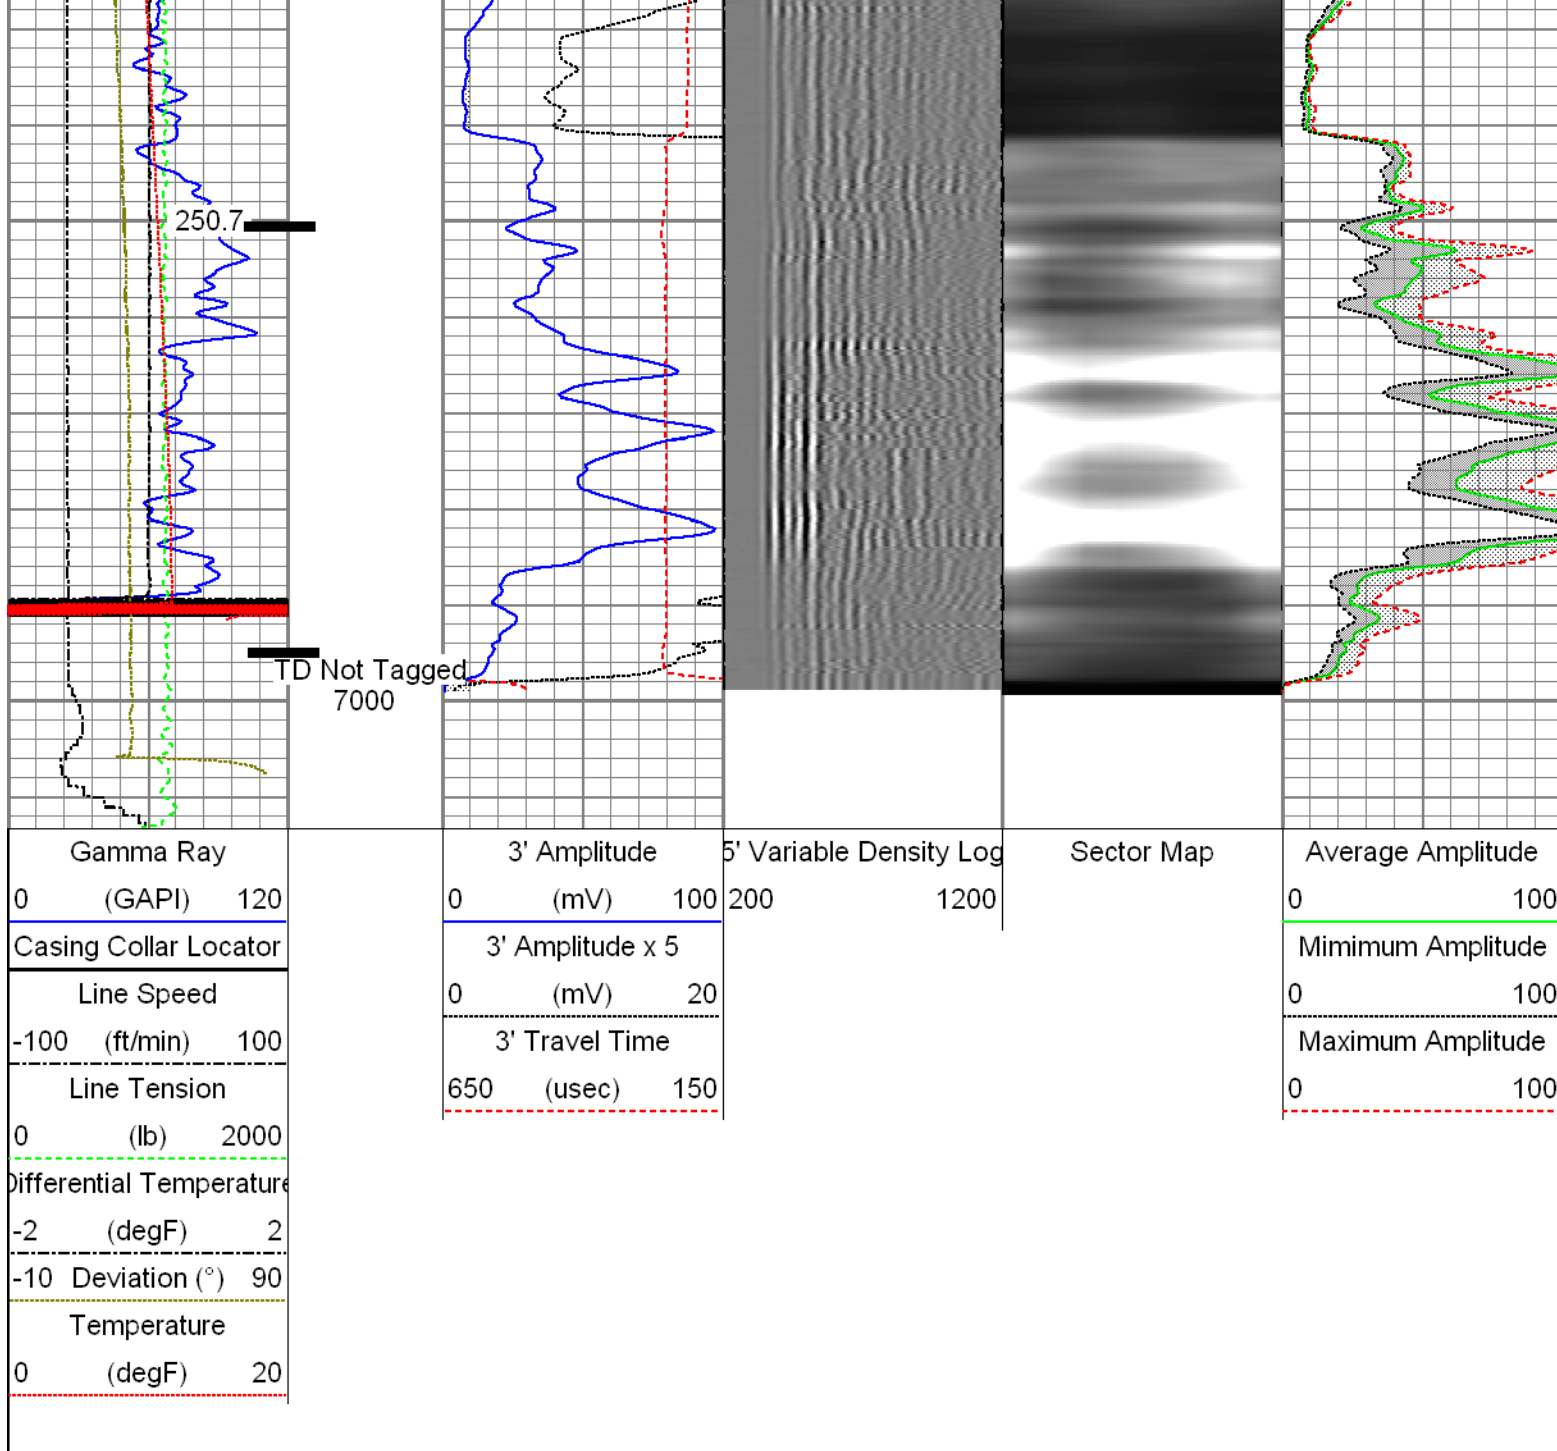 250.7
TD Not Tagged
7000
Gamma Ray
0 (GAPI) 120
Casing Collar Locator
Line Speed
-100 (ft/min) 100
Line Tension
0 (lb) 2000
Differential Temperature
-2 (degF) 2
-10 Deviation (°) 90
Temperature
0 (degF) 20
3' Amplitude
0 (mV) 100
3' Amplitude x 5
0 (mV) 20
3' Travel Time
650 (usec) 150
5' Variable Density Log
200 1200
Sector Map
Average Amplitude
0 100
Mimimum Amplitude
0 100
Maximum Amplitude
0 100